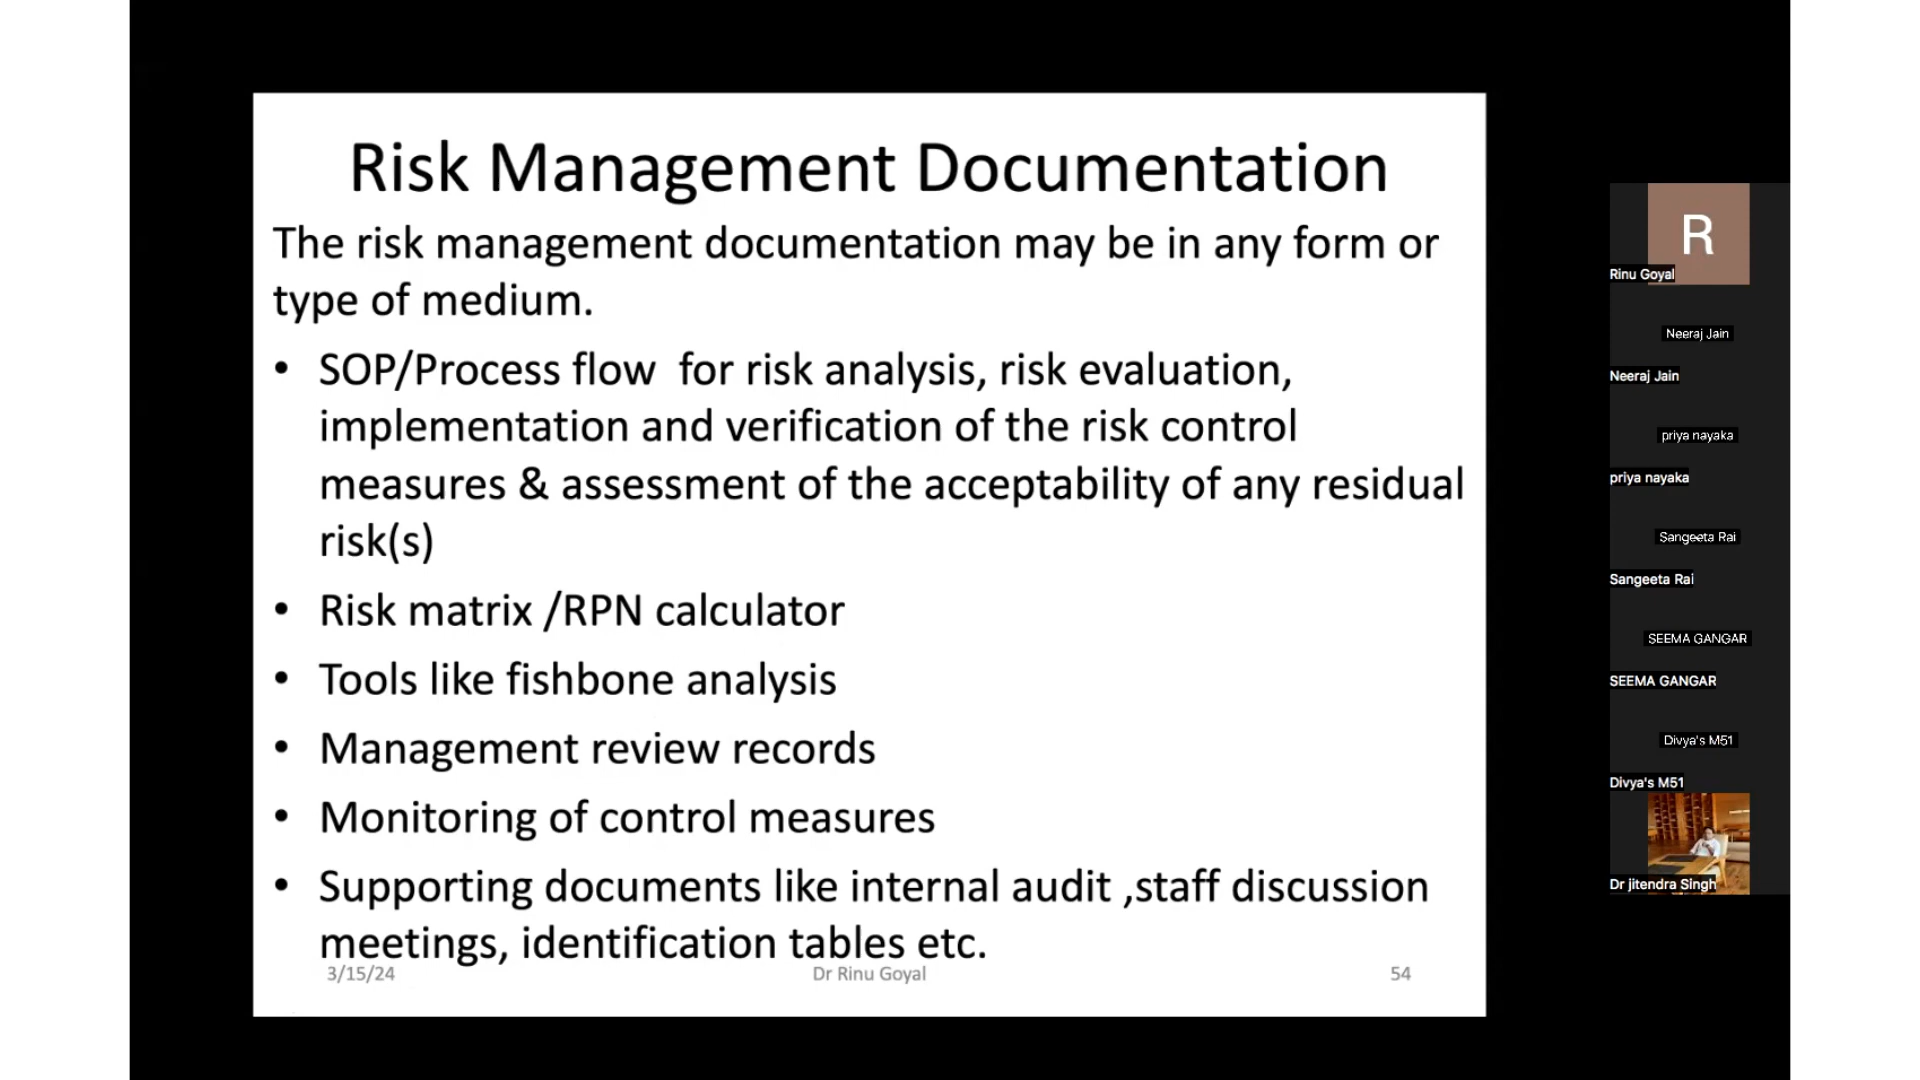 Risk Management Documentation
The risk management documentation may be in any form or
type of medium.
• SOP/Process flow  for risk analysis, risk evaluation,
implementation and verification of the risk control
measures & assessment of the acceptability of any residual
risk(s)
• Risk matrix /RPN calculator
• Tools like fishbone analysis
• Management review records
• Monitoring of control measures
• Supporting documents like internal audit ,staff discussion
meetings, identification tables etc.
3/15/24
Dr Rinu Goyal
54
R
Rinu Goyal
Neeraj Jain
Neeraj Jain
priya nayaka
priya nayaka
Sangeeta Rai
Sangeeta Rai
SEEMA GANGAR
SEEMA GANGAR
Divya's M51
Divya's M51
Dr jitendra Singh